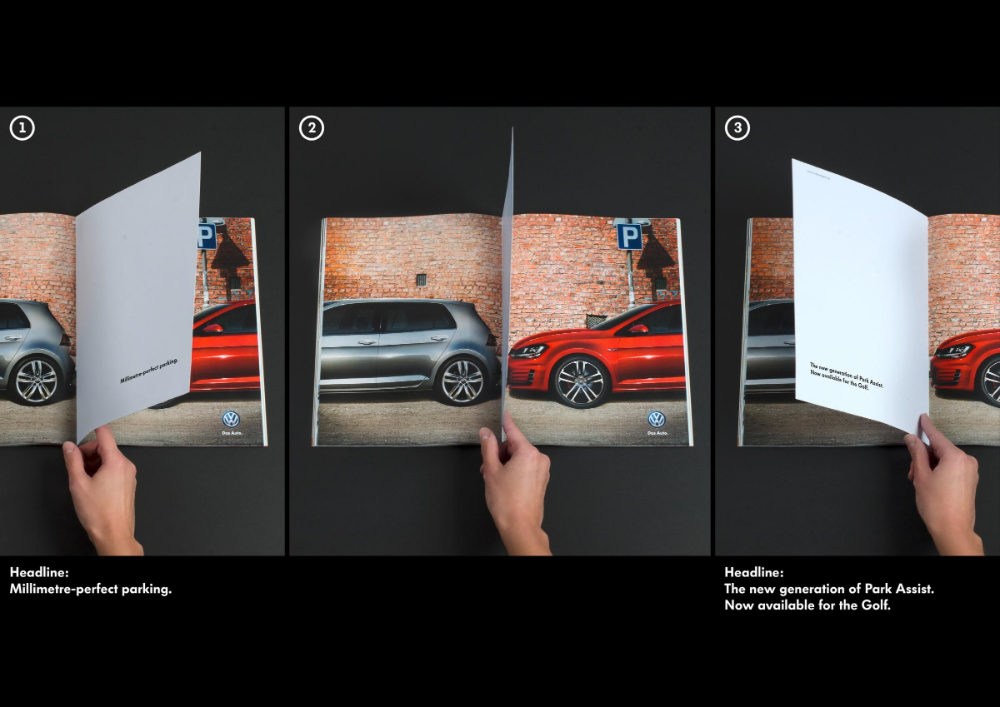 1
2
3
P
P
Millimetre-perfect parking.
The new generation of Park Assist.
Now available for the Golf.
Das Auto.
Das Auto.
Headline:
Millimetre-perfect parking.
Headline:
The new generation of Park Assist.
Now available for the Golf.